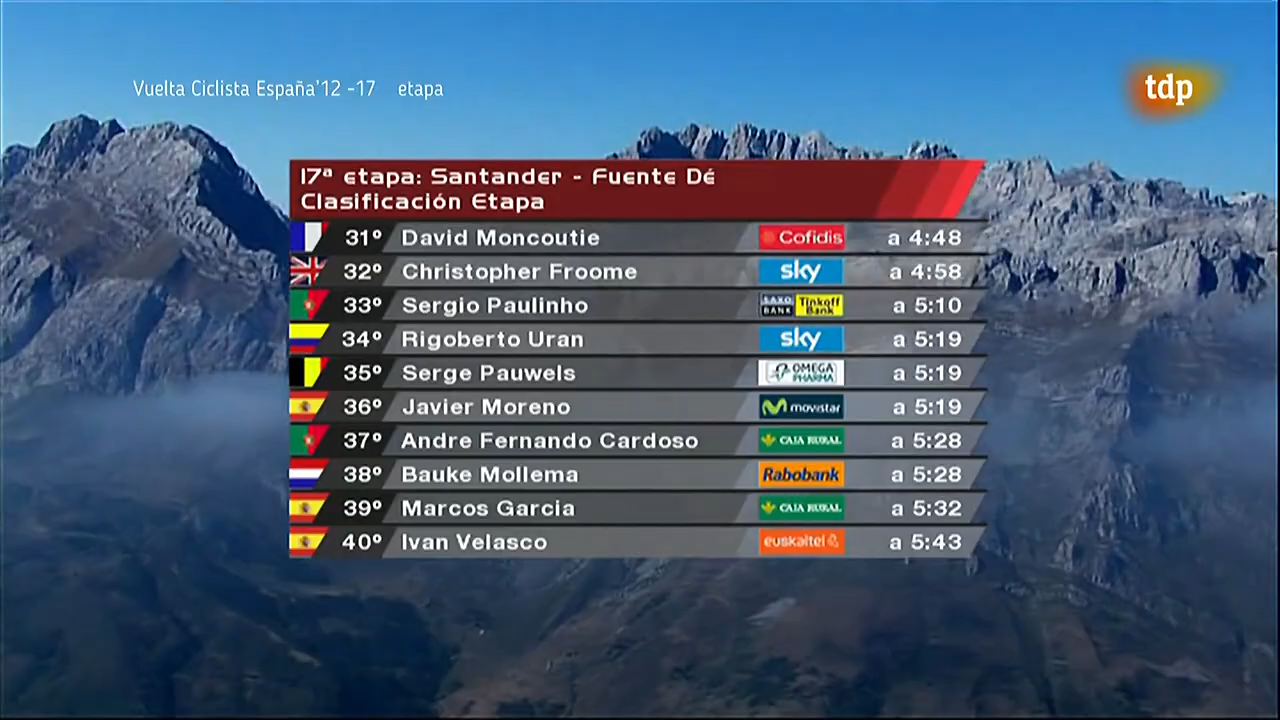 Vuelta Ciclista España'12 -17 etapa
tdp
17ª etapa: Santander - Fuente Dé
Clasificación Etapa
31º David Moncoutie Cofidis a 4:48
32º Christopher Froome sky a 4:58
33º Sergio Paulinho SAXO BANK Tinkoff Bank a 5:10
34º Rigoberto Uran sky a 5:19
35º Serge Pauwels OMEGA PHARMA a 5:19
36º Javier Moreno movistar a 5:19
37º Andre Fernando Cardoso CAJA RURAL a 5:28
38º Bauke Mollema Rabobank a 5:28
39º Marcos Garcia CAJA RURAL a 5:32
40º Ivan Velasco euskaltel a 5:43